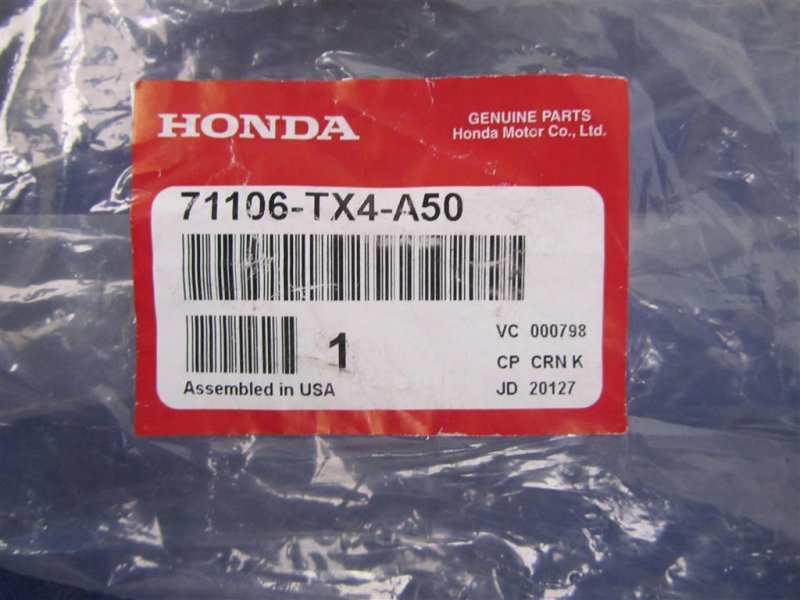 HONDA
GENUINE PARTS
Honda Motor Co., Ltd.
71106-TX4-A50
1
VC 000798
CP CRN K
Assembled in USA
JD 20127